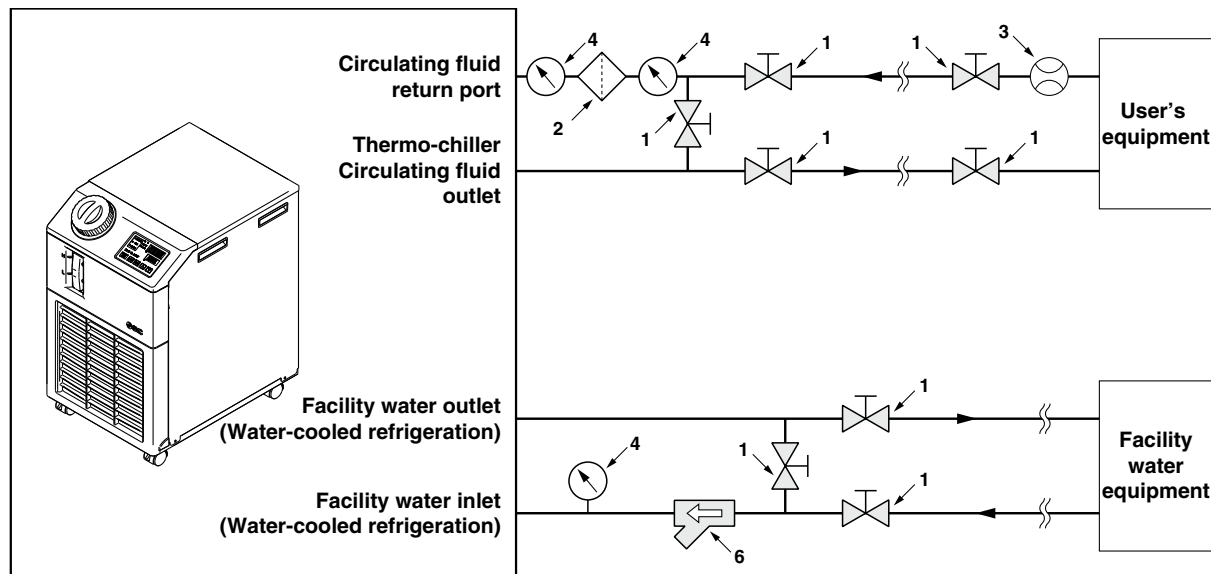 Circulating fluid
return port
4
4
2
1
1
3
1
Thermo-chiller
Circulating fluid
outlet
1
1
User's
equipment
Facility water outlet
(Water-cooled refrigeration)
1
1
4
Facility water inlet
(Water-cooled refrigeration)
6
1
Facility
water
equipment